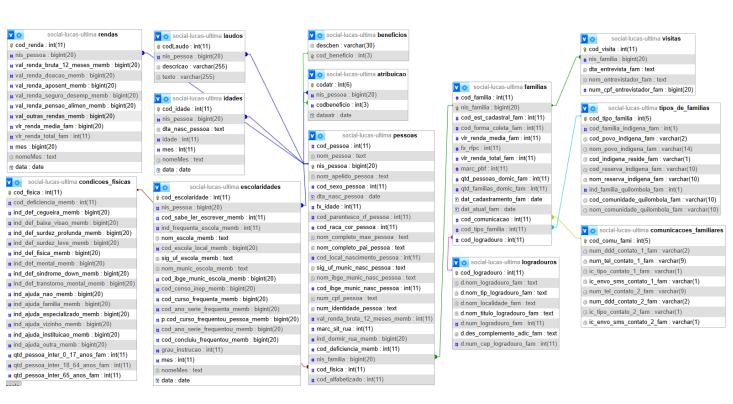 social-lucas-ultima rendas
cod_renda : int(11)
nis_pessoa : bigint(20)
val_renda_bruta_12_meses_memb : bigint(20)
val_renda_doacao_memb : bigint(20)
val_renda_aposent_memb : bigint(20)
val_renda_seguro_desemp_memb : bigint(20)
val_renda_pensao_alimen_memb : bigint(20)
val_outras_rendas_memb : bigint(20)
vlr_renda_media_fam : bigint(20)
vlr_renda_total_fam : int(11)
mes : bigint(20)
nomeMes : text
data : date
social-lucas-ultima condicoes_fisicas
cod_fisica : int(11)
cod_deficiencia_memb : int(11)
ind_def_cegueira_memb : bigint(20)
ind_def_baixa_visao_memb : bigint(20)
ind_def_surdez_profunda_memb : bigint(20)
ind_def_surdez_leve_memb : bigint(20)
ind_def_fisica_memb : bigint(20)
ind_def_mental_memb : bigint(20)
ind_def_sindrome_down_memb : bigint(20)
ind_def_transtorno_mental_memb : bigint(20)
ind_ajuda_nao_memb : bigint(20)
ind_ajuda_familia_memb : bigint(20)
ind_ajuda_especializado_memb : bigint(20)
ind_ajuda_vizinho_memb : bigint(20)
ind_ajuda_instituicao_memb : bigint(20)
ind_ajuda_outra_memb : bigint(20)
qtd_pessoa_inter_0_17_anos_fam : int(11)
qtd_pessoa_inter_18_64_anos_fam : int(11)
qtd_pessoa_inter_65_anos_fam : int(11)
social-lucas-ultima laudos
codLaudo : int(11)
nis_pessoa : bigint(20)
descricao : varchar(255)
texto : varchar(255)
social-lucas-ultima idades
cod_idade : int(11)
nis_pessoa : bigint(20)
dta_nasc_pessoa : text
idade : int(11)
mes : int(11)
nomeMes : text
data : date
social-lucas-ultima escolaridades
cod_escolaridade : int(11)
nis_pessoa : bigint(20)
cod_sabe_ler_escrever_memb : int(11)
ind_frequenta_escola_memb : int(11)
nom_escola_memb : text
cod_escola_local_memb : bigint(20)
sig_uf_escola_memb : text
nom_munic_escola_memb : text
cod_ibge_munic_escola_memb : bigint(20)
cod_censo_inep_memb : bigint(20)
cod_curso_frequenta_memb : bigint(20)
cod_ano_serie_frequenta_memb : bigint(20)
p.cod_curso_frequentou_pessoa_memb : bigint(20)
cod_ano_serie_frequentou_memb : bigint(20)
cod_concluiu_frequentou_memb : bigint(20)
grau_instrucao : int(11)
mes : int(11)
nomeMes : text
data : date
social-lucas-ultima beneficios
descben : varchar(30)
cod_beneficio : int(3)
social-lucas-ultima atribuicao
codatr : int(6)
nis_pessoa : bigint(20)
codbeneficio : int(3)
dataatr : date
social-lucas-ultima pessoas
cod_pessoa : int(11)
nom_pessoa : text
nis_pessoa : bigint(20)
nom_apelido_pessoa : text
cod_sexo_pessoa : int(11)
dta_nasc_pessoa : date
fx_idade : int(11)
cod_parentesco_rf_pessoa : int(11)
cod_raca_cor_pessoa : int(11)
nom_completo_mae_pessoa : text
nom_completo_pai_pessoa : text
cod_local_nascimento_pessoa : int(11)
sig_uf_munic_nasc_pessoa : text
nom_ibge_munic_nasc_pessoa : text
cod_ibge_munic_nasc_pessoa : int(11)
num_cpf_pessoa : text
num_identidade_pessoa : text
val_renda_bruta_12_meses_memb : int(11)
marc_sit_rua : int(11)
ind_dormir_rua_memb : bigint(20)
cod_deficiencia_memb : int(11)
nis_familia : bigint(20)
cod_fisica : int(11)
cod_alfabetizado : int(11)
social-lucas-ultima familias
cod_familia : int(11)
nis_familia : bigint(20)
cod_est_cadastral_fam : int(11)
cod_forma_coleta_fam : int(11)
vlr_renda_media_fam : int(11)
fx_rfpc : int(11)
vlr_renda_total_fam : int(11)
marc_pbf : int(11)
qtd_pessoas_domic_fam : int(11)
qtd_familias_domic_fam : int(11)
dat_cadastramento_fam : date
dat_atual_fam : date
cod_comunicacao : int(11)
cod_tipo_familia : int(11)
cod_logradouro : int(11)
social-lucas-ultima logradouros
cod_logradouro : int(11)
d.nom_logradouro_fam : text
d.nom_tip_logradouro_fam : text
d.nom_localidade_fam : text
d.nom_titulo_logradouro_fam : text
d.num_logradouro_fam : int(11)
d.des_complemento_adic_fam : text
d.num_cep_logradouro_fam : int(11)
social-lucas-ultima visitas
cod_visita : int(11)
nis_familia : bigint(20)
dta_entrevista_fam : text
nom_entrevistador_fam : text
num_cpf_entrevistador_fam : bigint(20)
social-lucas-ultima tipos_de_familias
cod_tipo_familia : int(5)
cod_familia_indigena_fam : int(1)
cod_povo_indigena_fam : varchar(2)
nom_povo_indigena_fam : varchar(14)
cod_indigena_reside_fam : int(1)
cod_reserva_indigena_fam : int(10)
nom_reserva_indigena_fam : int(10)
ind_familia_quilombola_fam : int(1)
cod_comunidade_quilombola_fam : int(10)
nom_comunidade_quilombola_fam : varchar(10)
social-lucas-ultima comunicacoes_familiares
cod_comu_fami : int(5)
num_ddd_contato_1_fam : varchar(2)
num_tel_contato_1_fam : varchar(9)
ic_tipo_contato_1_fam : varchar(1)
ic_envo_sms_contato_1_fam : varchar(1)
num_tel_contato_2_fam : varchar(9)
num_ddd_contato_2_fam : varchar(2)
ic_tipo_contato_2_fam : varchar(1)
ic_envo_sms_contato_2_fam : varchar(1)